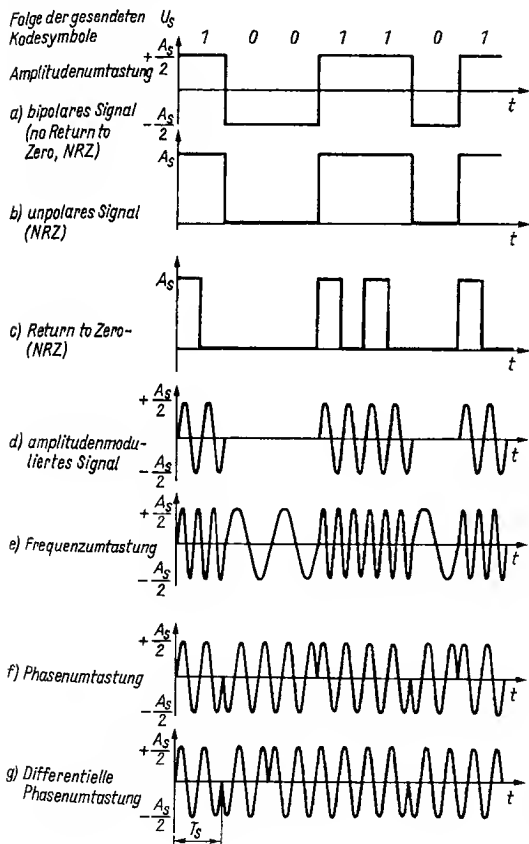 Folge der gesendeten
Kodesymbole
U_s
1 0 0 1 1 0 1
Amplitudenumtastung
+ A_s/2
a) bipolares Signal
(no Return to
Zero, NRZ)
- A_s/2
t
A_s
b) unpolares Signal
(NRZ)
t
A_s
c) Return to Zero-
(NRZ)
t
+ A_s/2
d) amplitudenmodu-
liertes Signal
- A_s/2
t
+ A_s/2
e) Frequenzumtastung
- A_s/2
t
+ A_s/2
f) Phasenumtastung
- A_s/2
t
+ A_s/2
g) Differentielle
Phasenumtastung
- A_s/2
t
T_s